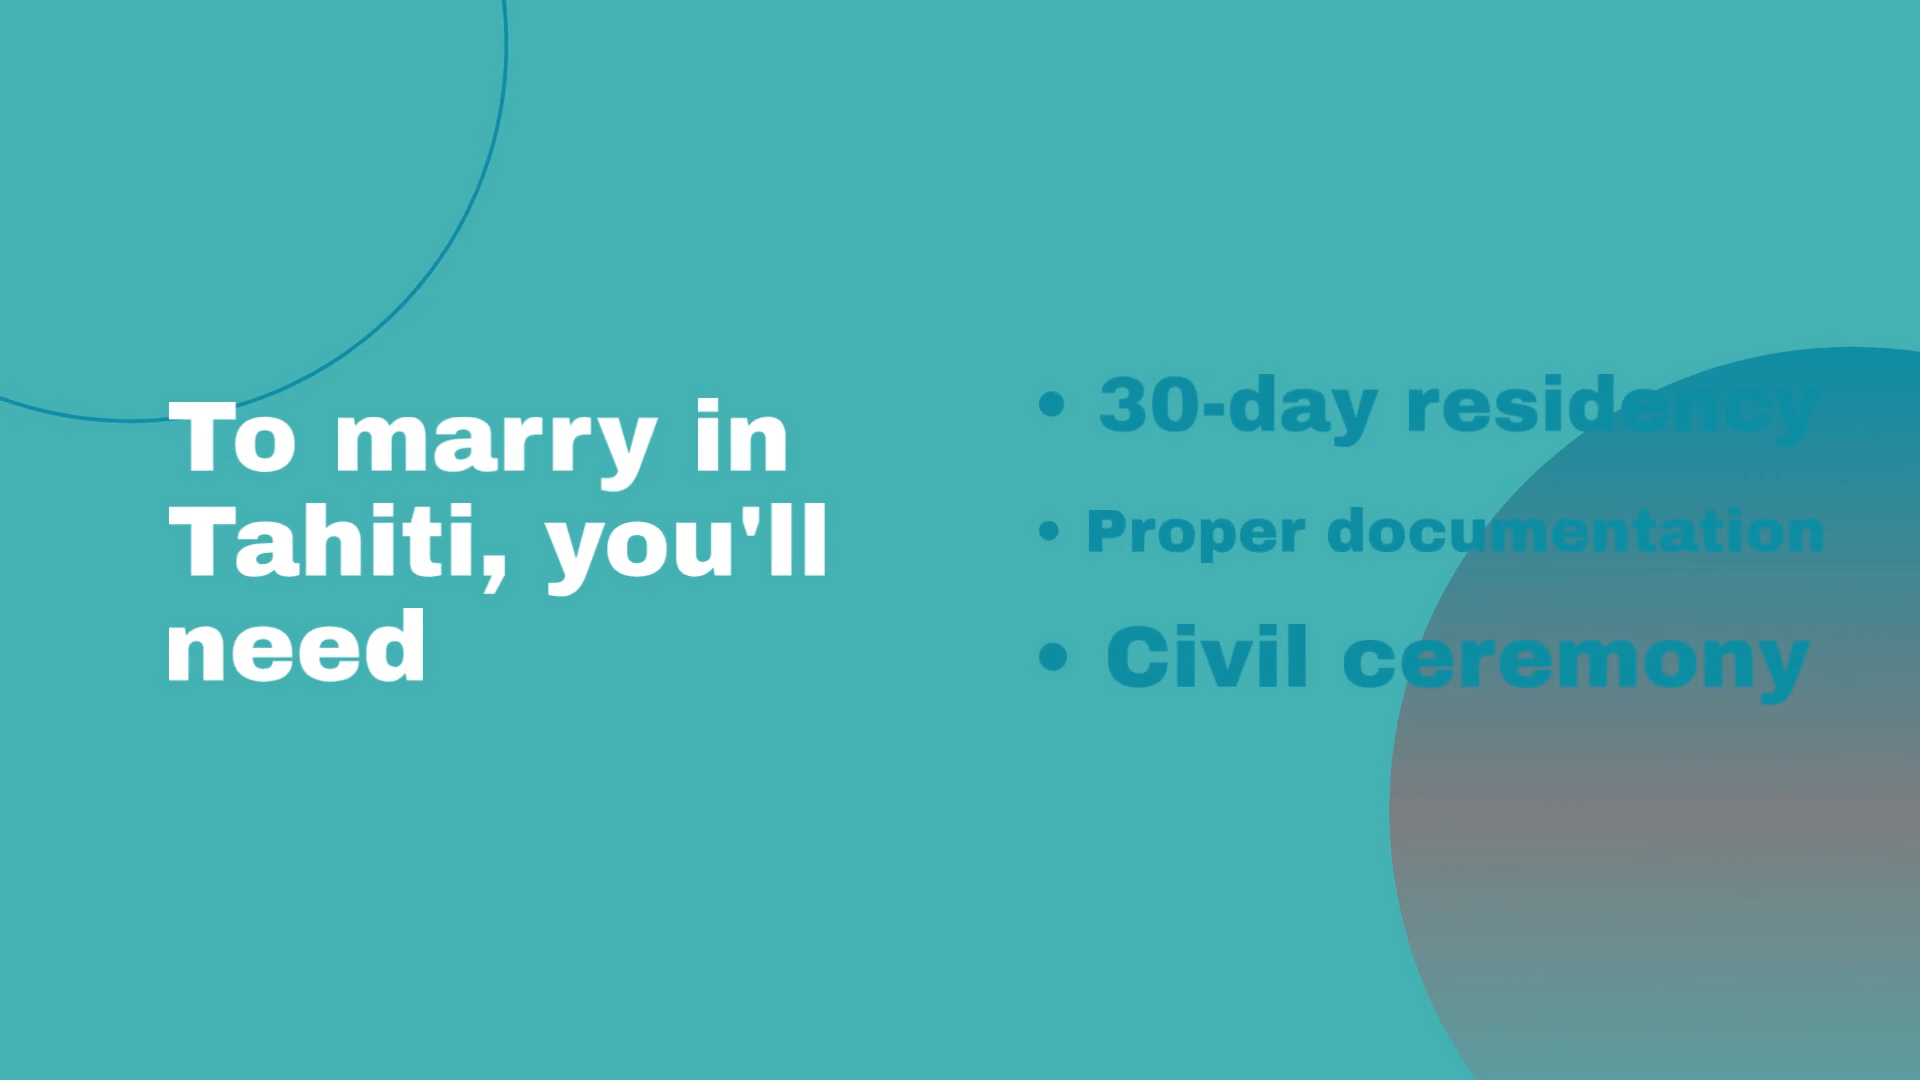 To marry in
Tahiti, you'll
need
• 30-day residency
• Proper documentation
• Civil ceremony